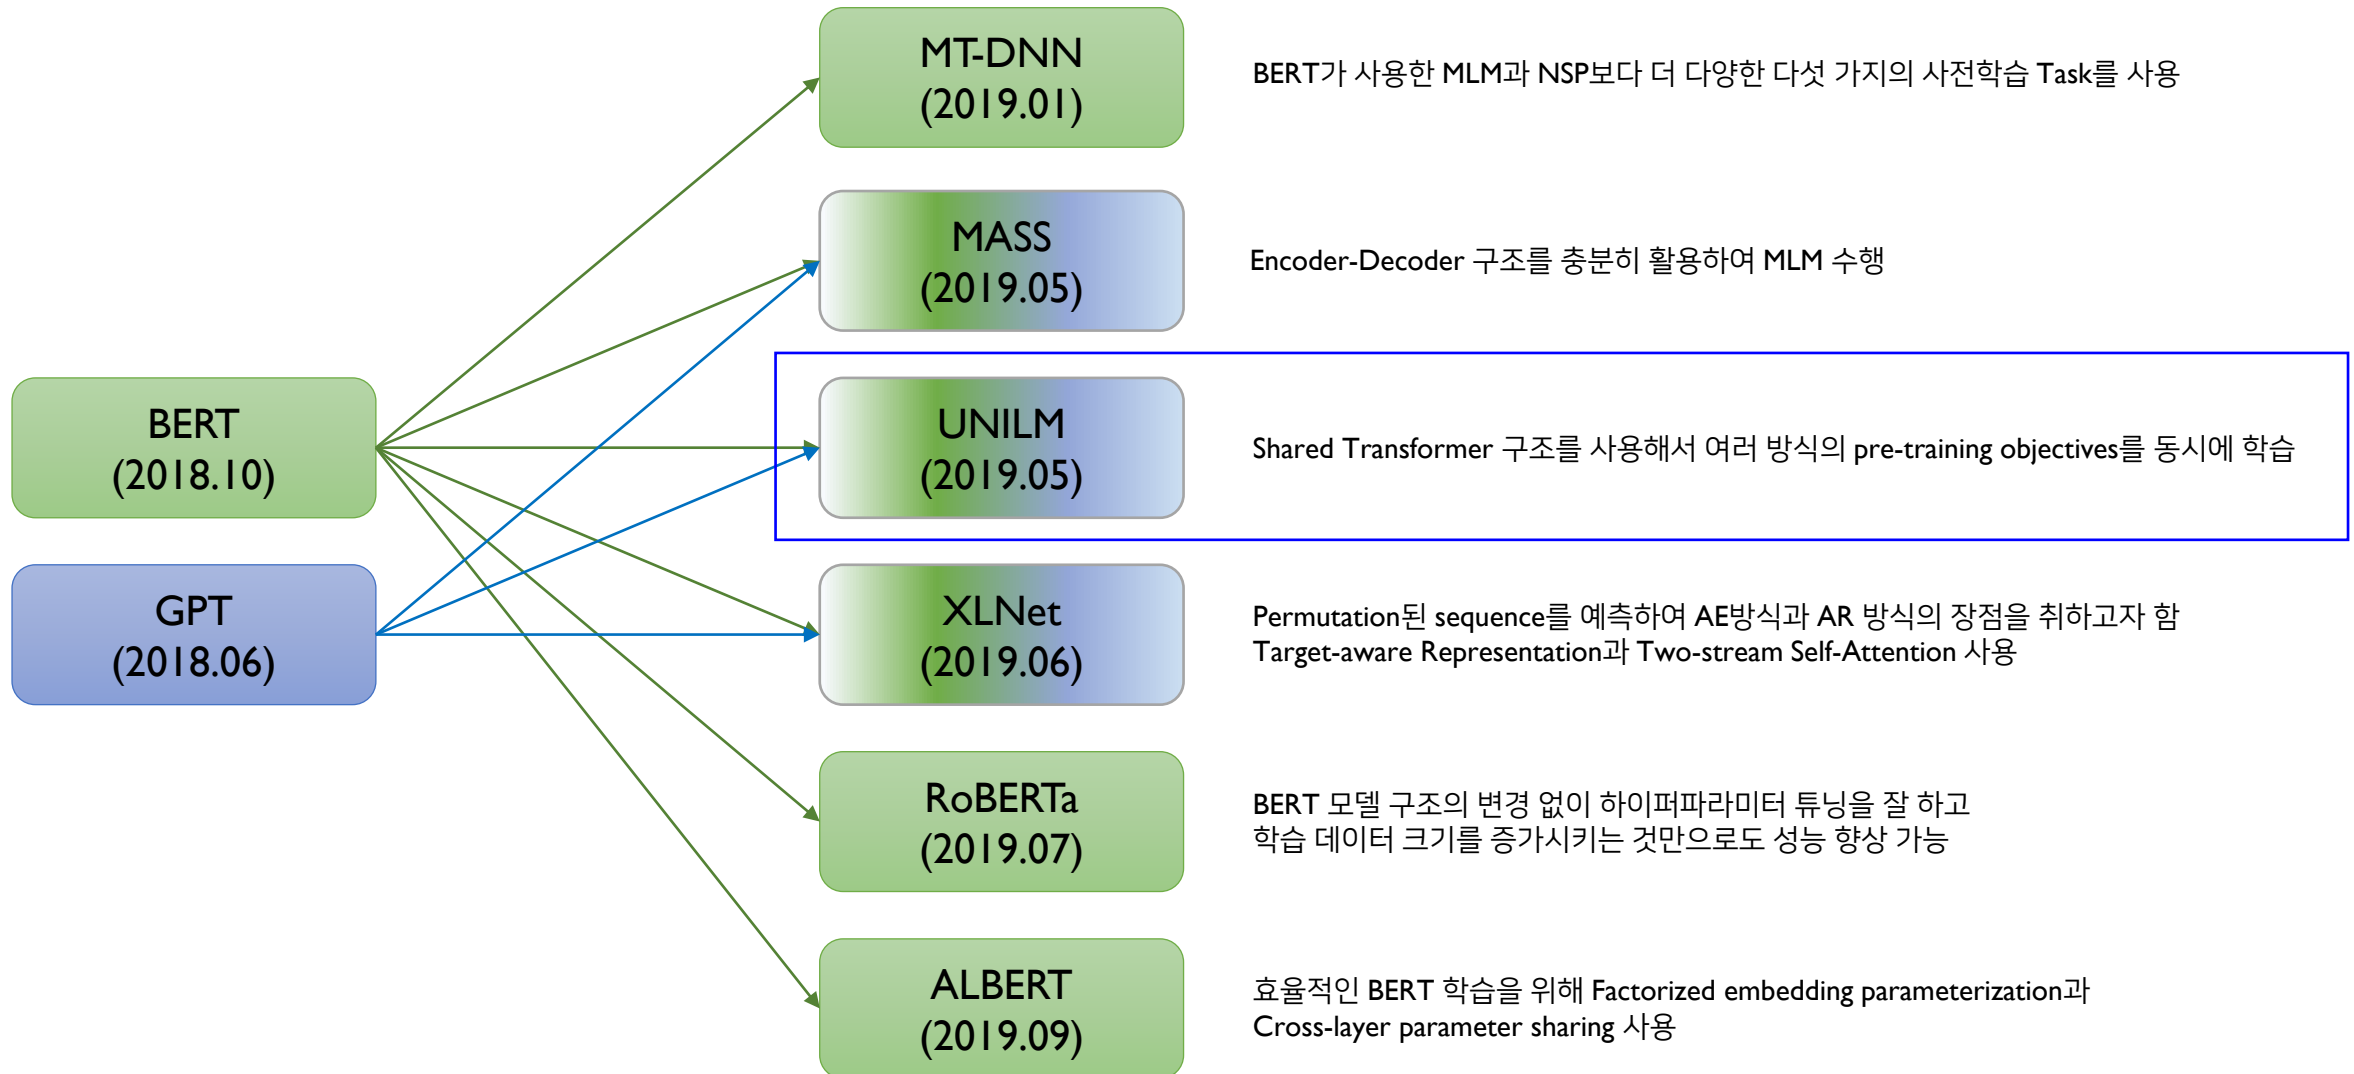 MT-DNN
(2019.01)
BERT가 사용한 MLM과 NSP보다 더 다양한 다섯 가지의 사전학습 Task를 사용
MASS
(2019.05)
Encoder-Decoder 구조를 충분히 활용하여 MLM 수행
BERT
(2018.10)
UNILM
(2019.05)
Shared Transformer 구조를 사용해서 여러 방식의 pre-training objectives를 동시에 학습
GPT
(2018.06)
XLNet
(2019.06)
Permutation된 sequence를 예측하여 AE방식과 AR 방식의 장점을 취하고자 함
Target-aware Representation과 Two-stream Self-Attention 사용
RoBERTa
(2019.07)
BERT 모델 구조의 변경 없이 하이퍼파라미터 튜닝을 잘 하고
학습 데이터 크기를 증가시키는 것만으로도 성능 향상 가능
ALBERT
(2019.09)
효율적인 BERT 학습을 위해 Factorized embedding parameterization과
Cross-layer parameter sharing 사용